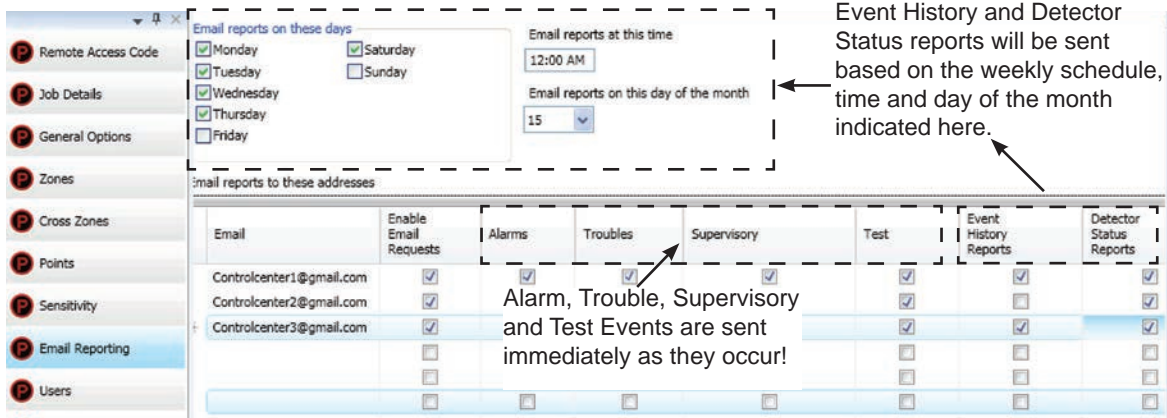 Remote Access Code
Job Details
General Options
Zones
Cross Zones
Points
Sensitivity
Email Reporting
Users
Email reports on these days
Monday
Tuesday
Wednesday
Thursday
Friday
Saturday
Sunday
Email reports at this time
12:00 AM
Email reports on this day of the month
15
Event History and Detector
Status reports will be sent
based on the weekly schedule,
time and day of the month
indicated here.
Email reports to these addresses
Email
Enable
Email
Requests
Alarms
Troubles
Supervisory
Test
Event
History
Reports
Detector
Status
Reports
Controlcenter1@gmail.com
Controlcenter2@gmail.com
Controlcenter3@gmail.com
Alarm, Trouble, Supervisory
and Test Events are sent
immediately as they occur!